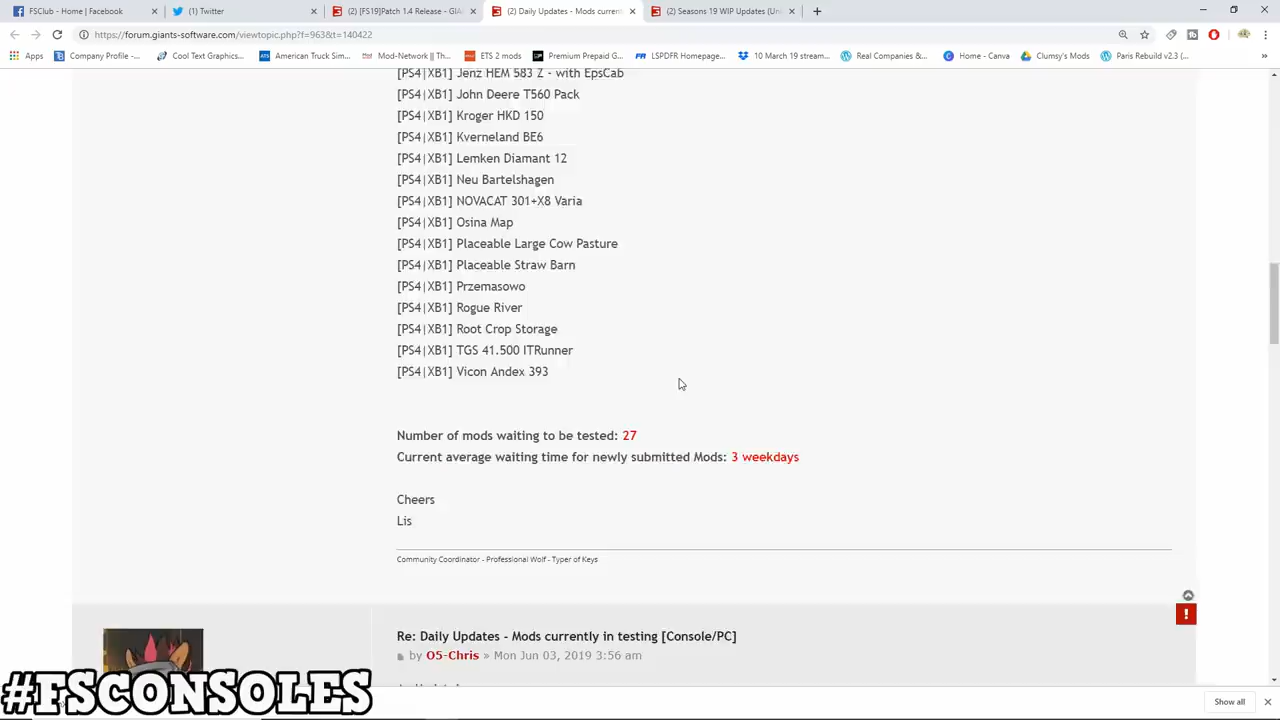 FSClub - Home | Facebook
(1) Twitter
(2) [FS19]Patch 1.4 Release - GIA
(2) Daily Updates - Mods current
(2) Seasons 19 WIP Updates (Un
https://forum.giants-software.com/viewtopic.php?f=963&t=140422
Apps
Company Profile -...
Cool Text Graphics...
American Truck Sim...
Mod-Network || Th...
ETS 2 mods
Premium Prepaid G...
LSPDFR Homepage...
10 March 19 stream...
Real Companies &...
Home - Canva
Clumsy's Mods
Paris Rebuild v2.3 (...
[PS4|XB1] Jenz HEM 583 Z - with EpsCab
[PS4|XB1] John Deere T560 Pack
[PS4|XB1] Kroger HKD 150
[PS4|XB1] Kverneland BE6
[PS4|XB1] Lemken Diamant 12
[PS4|XB1] Neu Bartelshagen
[PS4|XB1] NOVACAT 301+X8 Varia
[PS4|XB1] Osina Map
[PS4|XB1] Placeable Large Cow Pasture
[PS4|XB1] Placeable Straw Barn
[PS4|XB1] Przemasowo
[PS4|XB1] Rogue River
[PS4|XB1] Root Crop Storage
[PS4|XB1] TGS 41.500 ITRunner
[PS4|XB1] Vicon Andex 393
Number of mods waiting to be tested: 27
Current average waiting time for newly submitted Mods: 3 weekdays
Cheers
Lis
Community Coordinator - Professional Wolf - Typer of Keys
Re: Daily Updates - Mods currently in testing [Console/PC]
by O5-Chris » Mon Jun 03, 2019 3:56 am
#FSCONSOLES
Show all